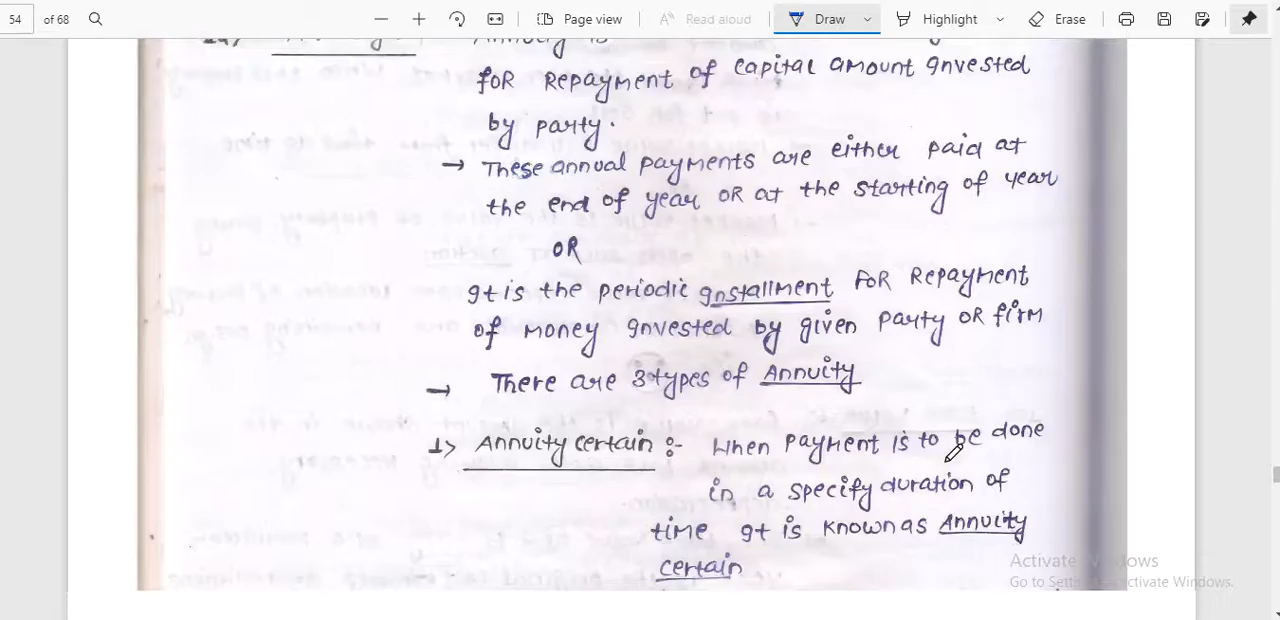 54 of 68 Page view Read aloud Draw Highlight Erase
Annuity is
for Repayment of capital amount gnvested
by party.
→ These annual payments are either paid at
the end of year OR at the starting of year
OR
gt is the periodic gnstallment for Repayment
of money gnvested by given party OR firm
→ There are 3 types of Annuity
1> Annuity certain :- When payment is to be done
in a specify duration of
time gt is known as Annuity
certain
Activate Windows
Go to Settings to activate Windows.